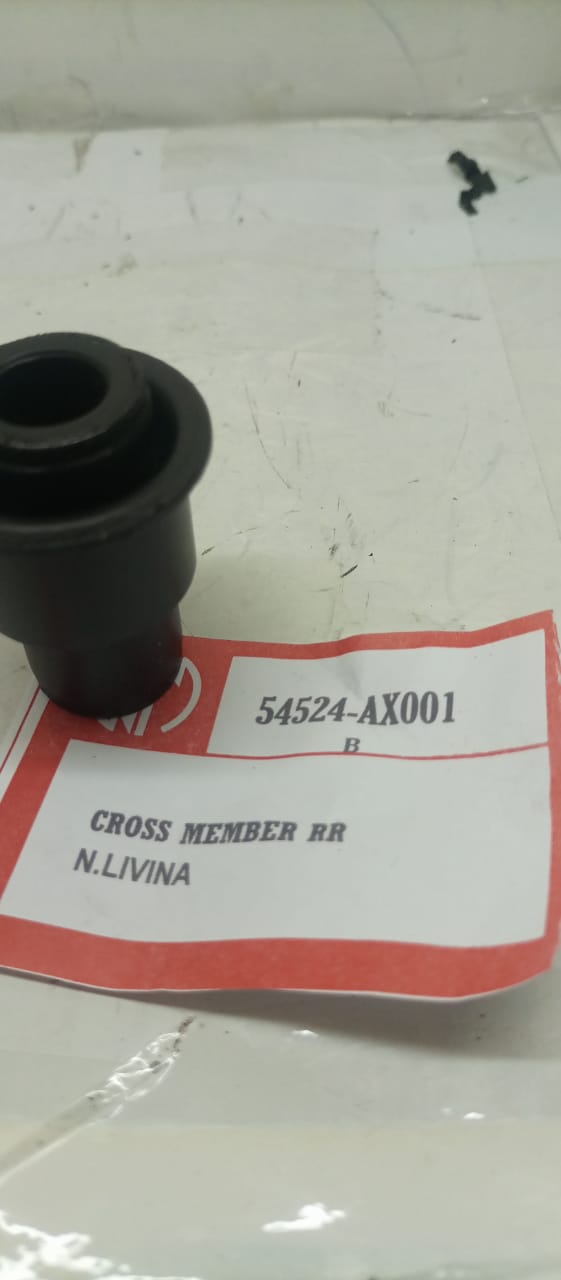 54524-AX001
B
CROSS MEMBER RR
N.LIVINA